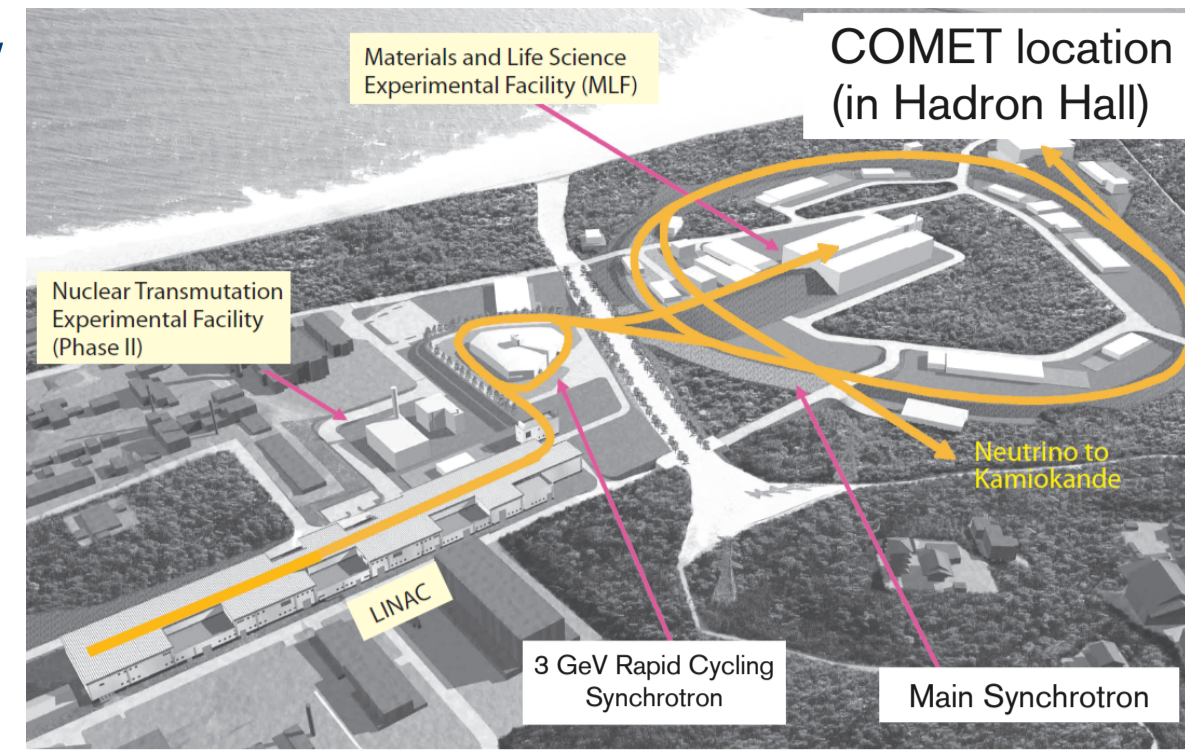 Materials and Life Science
Experimental Facility (MLF)
COMET location
(in Hadron Hall)
Nuclear Transmutation
Experimental Facility
(Phase II)
Neutrino to
Kamiokande
LINAC
3 GeV Rapid Cycling
Synchrotron
Main Synchrotron